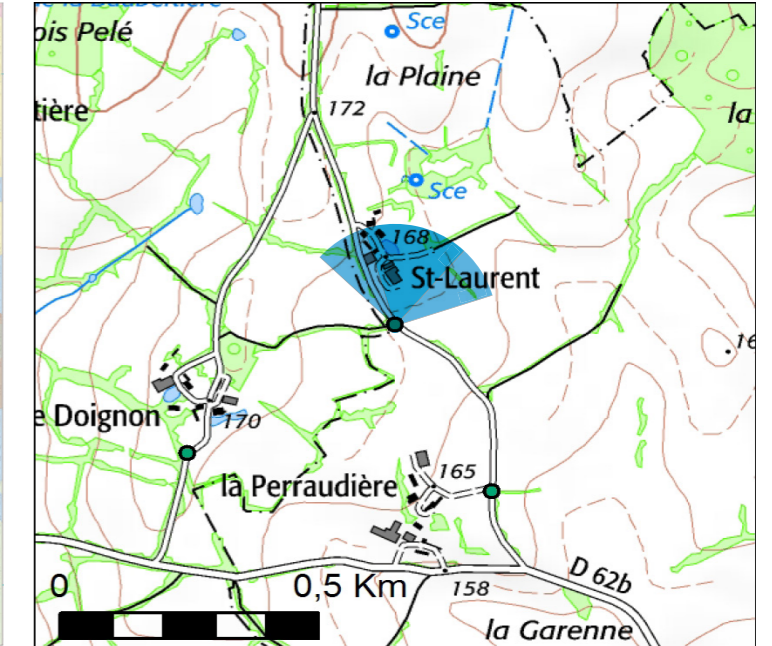 ois Pelé
Sce
la Plaine
tière
172
la
Sce
168
St-Laurent
16
e Doignon
170
la Perraudière
165
0
0,5 Km
158
D 62b
la Garenne